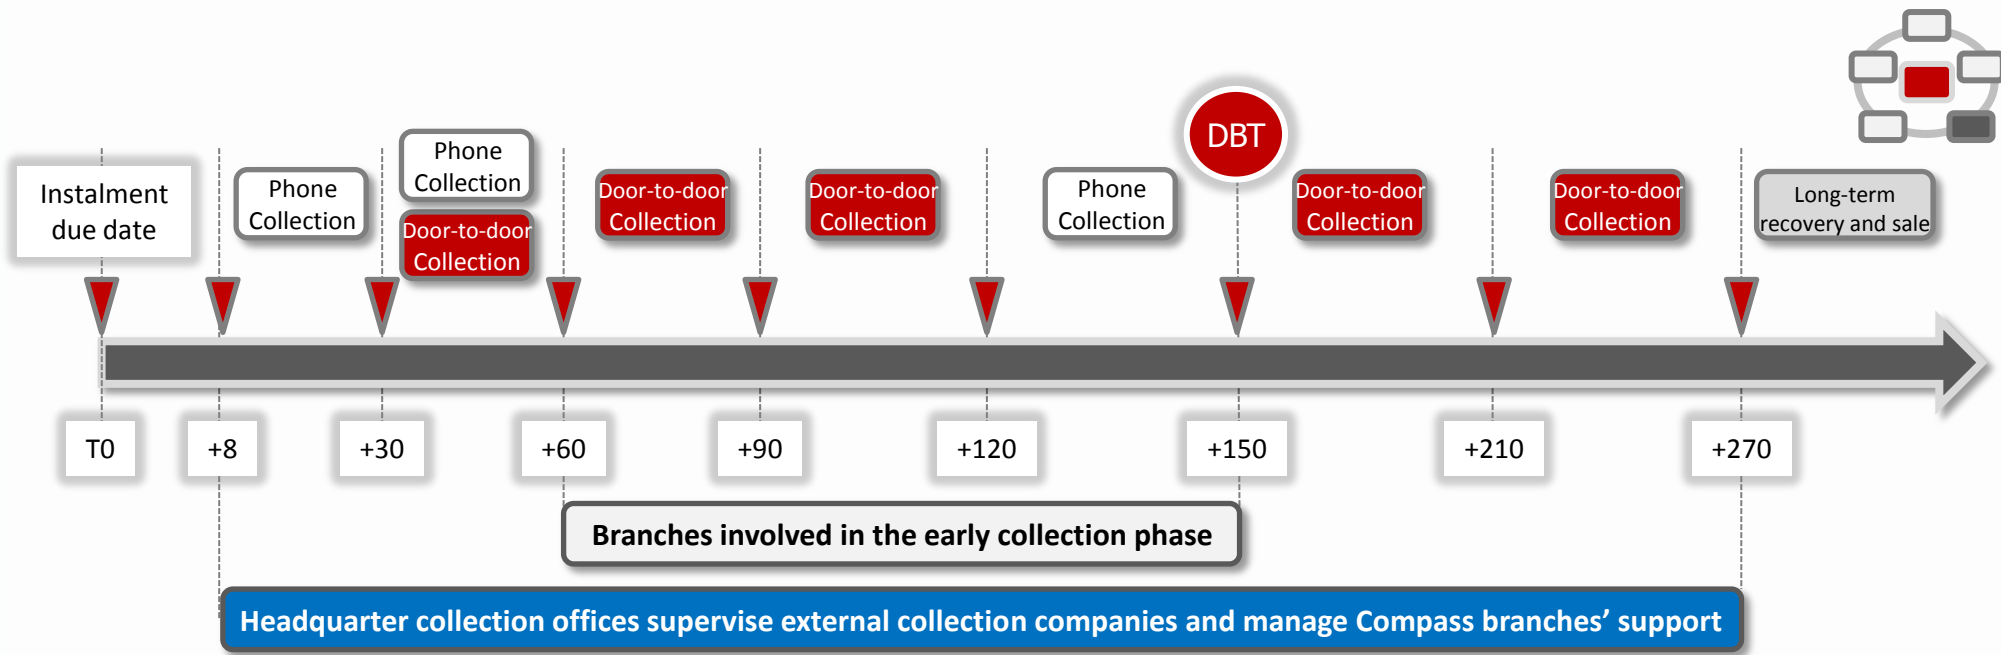 DBT
Instalment
due date
Phone
Collection
Phone
Collection
Door-to-door
Collection
Door-to-door
Collection
Door-to-door
Collection
Phone
Collection
Door-to-door
Collection
Door-to-door
Collection
Long-term
recovery and sale
T0
+8
+30
+60
+90
+120
+150
+210
+270
Branches involved in the early collection phase
Headquarter collection offices supervise external collection companies and manage Compass branches’ support